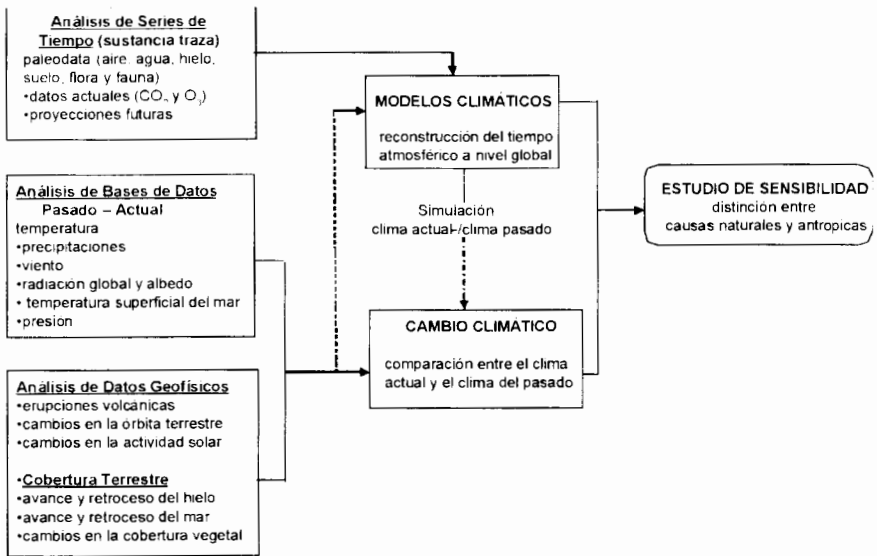 Análisis de Series de
Tiempo (sustancia traza)
paleodata (aire, agua, hielo,
suelo, flora y fauna)
•datos actuales (CO₂ y O₃)
•proyecciones futuras
Análisis de Bases de Datos
Pasado – Actual
temperatura
•precipitaciones
•viento
•radiación global y albedo
• temperatura superficial del mar
•presión
Análisis de Datos Geofísicos
•erupciones volcánicas
•cambios en la órbita terrestre
•cambios en la actividad solar
•Cobertura Terrestre
•avance y retroceso del hielo
•avance y retroceso del mar
•cambios en la cobertura vegetal
MODELOS CLIMÁTICOS
reconstrucción del tiempo
atmosférico a nivel global
Simulación
clima actual-/clima pasado
CAMBIO CLIMÁTICO
comparación entre el clima
actual y el clima del pasado
ESTUDIO DE SENSIBILIDAD
distinción entre
causas naturales y antropicas